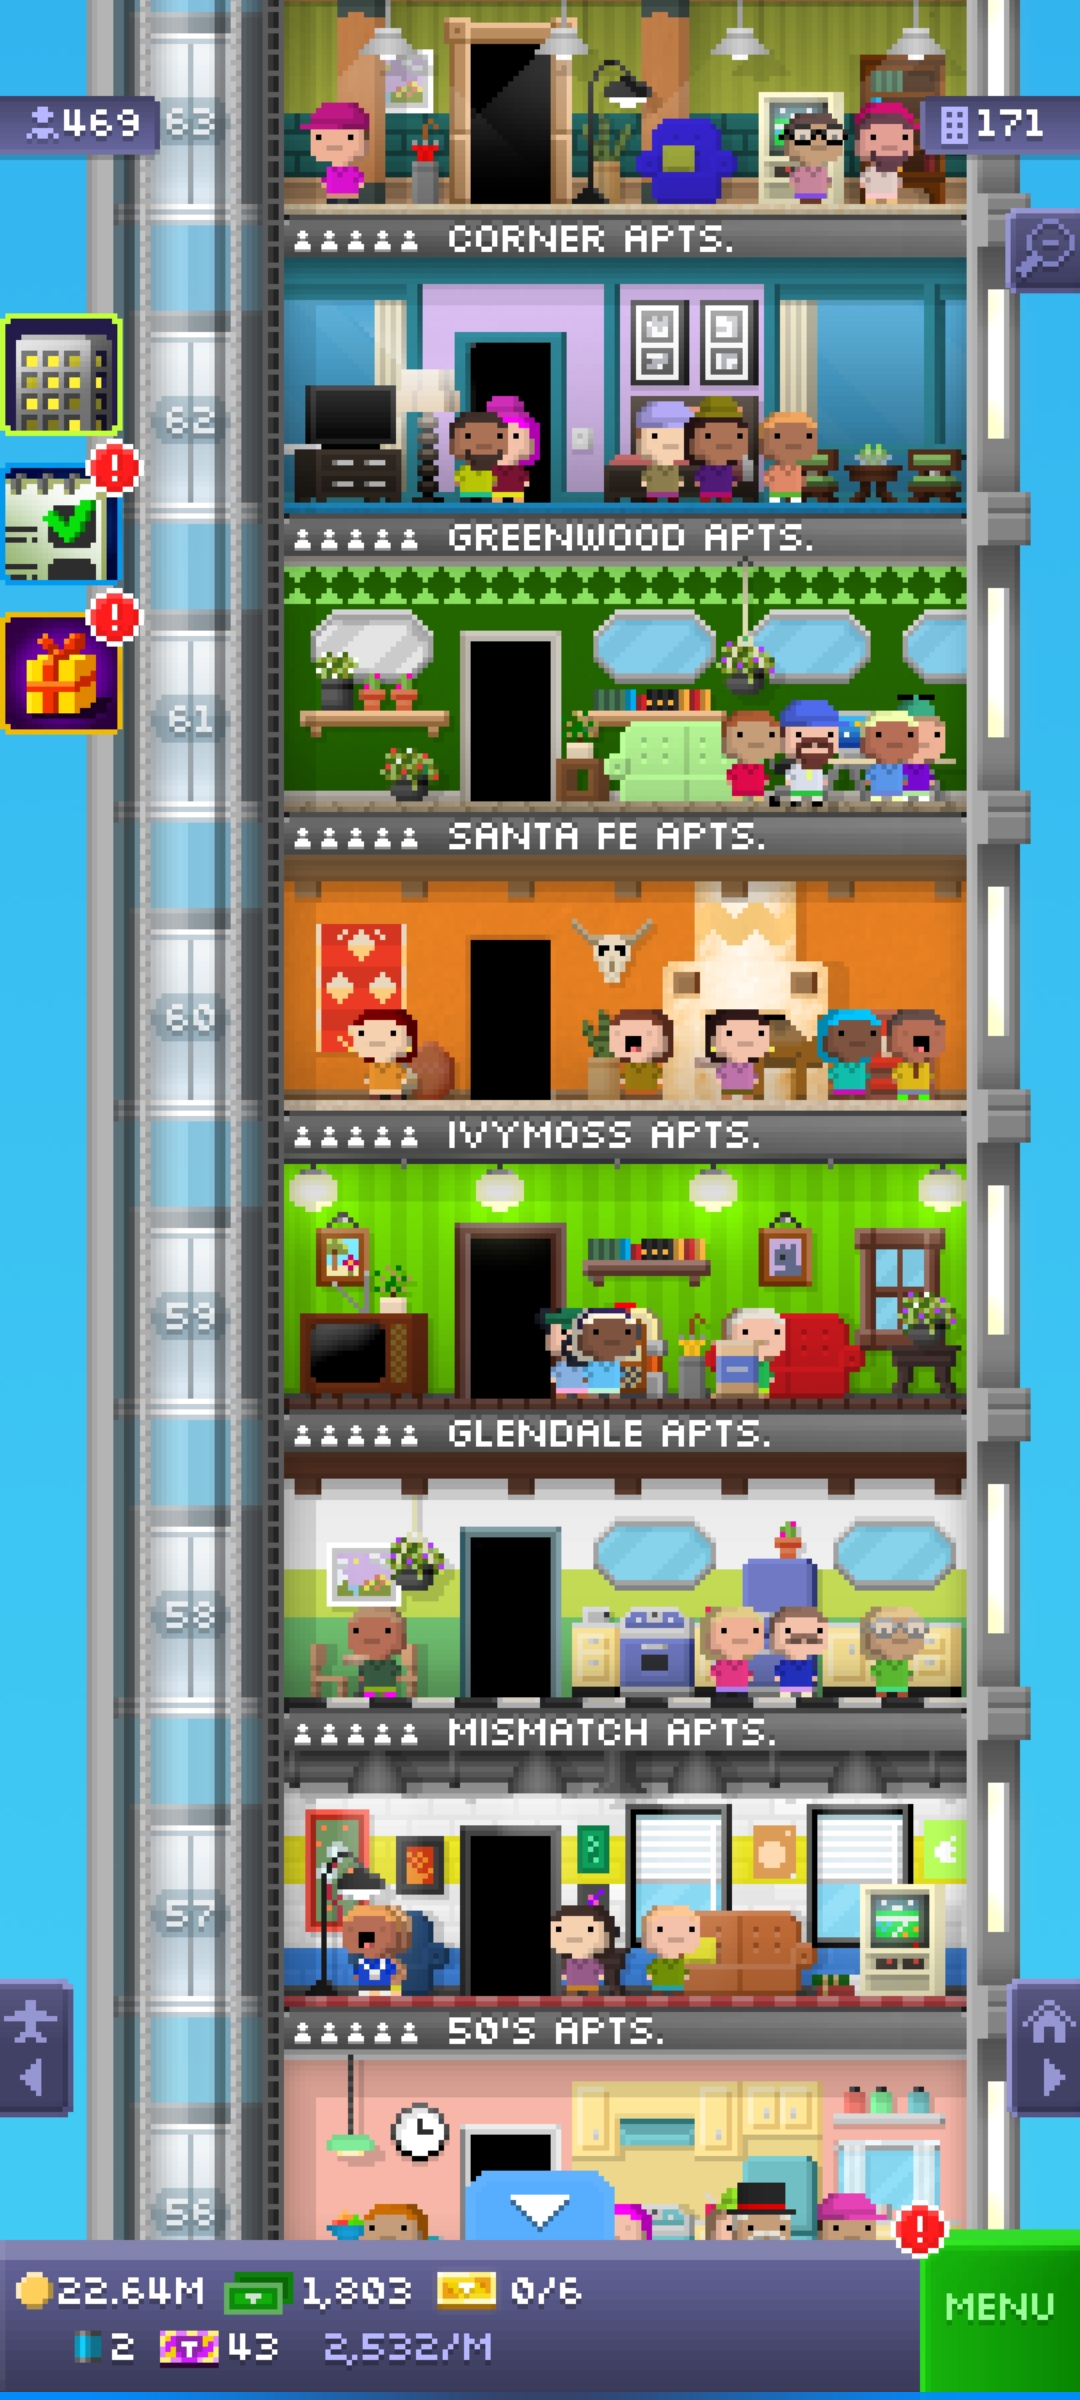 63
469
171
CORNER APTS.
62
GREENWOOD APTS.
61
SANTA FE APTS.
60
IVYMOSS APTS.
59
GLENDALE APTS.
58
MISMATCH APTS.
57
50'S APTS.
56
22.64M 1,803 0/6
MENU
2 43 2,532/M